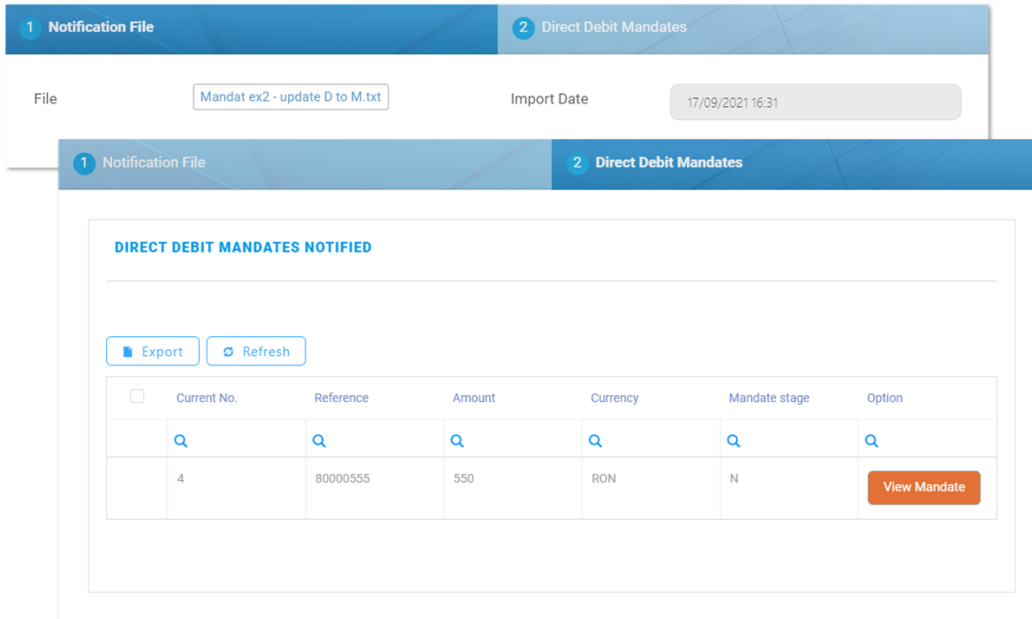 1 Notification File 2 Direct Debit Mandates
File Mandat ex2 - update D to M.txt Import Date 17/09/2021 16:31
1 Notification File 2 Direct Debit Mandates
DIRECT DEBIT MANDATES NOTIFIED
Export Refresh
Current No. Reference Amount Currency Mandate stage Option
4 80000555 550 RON N View Mandate